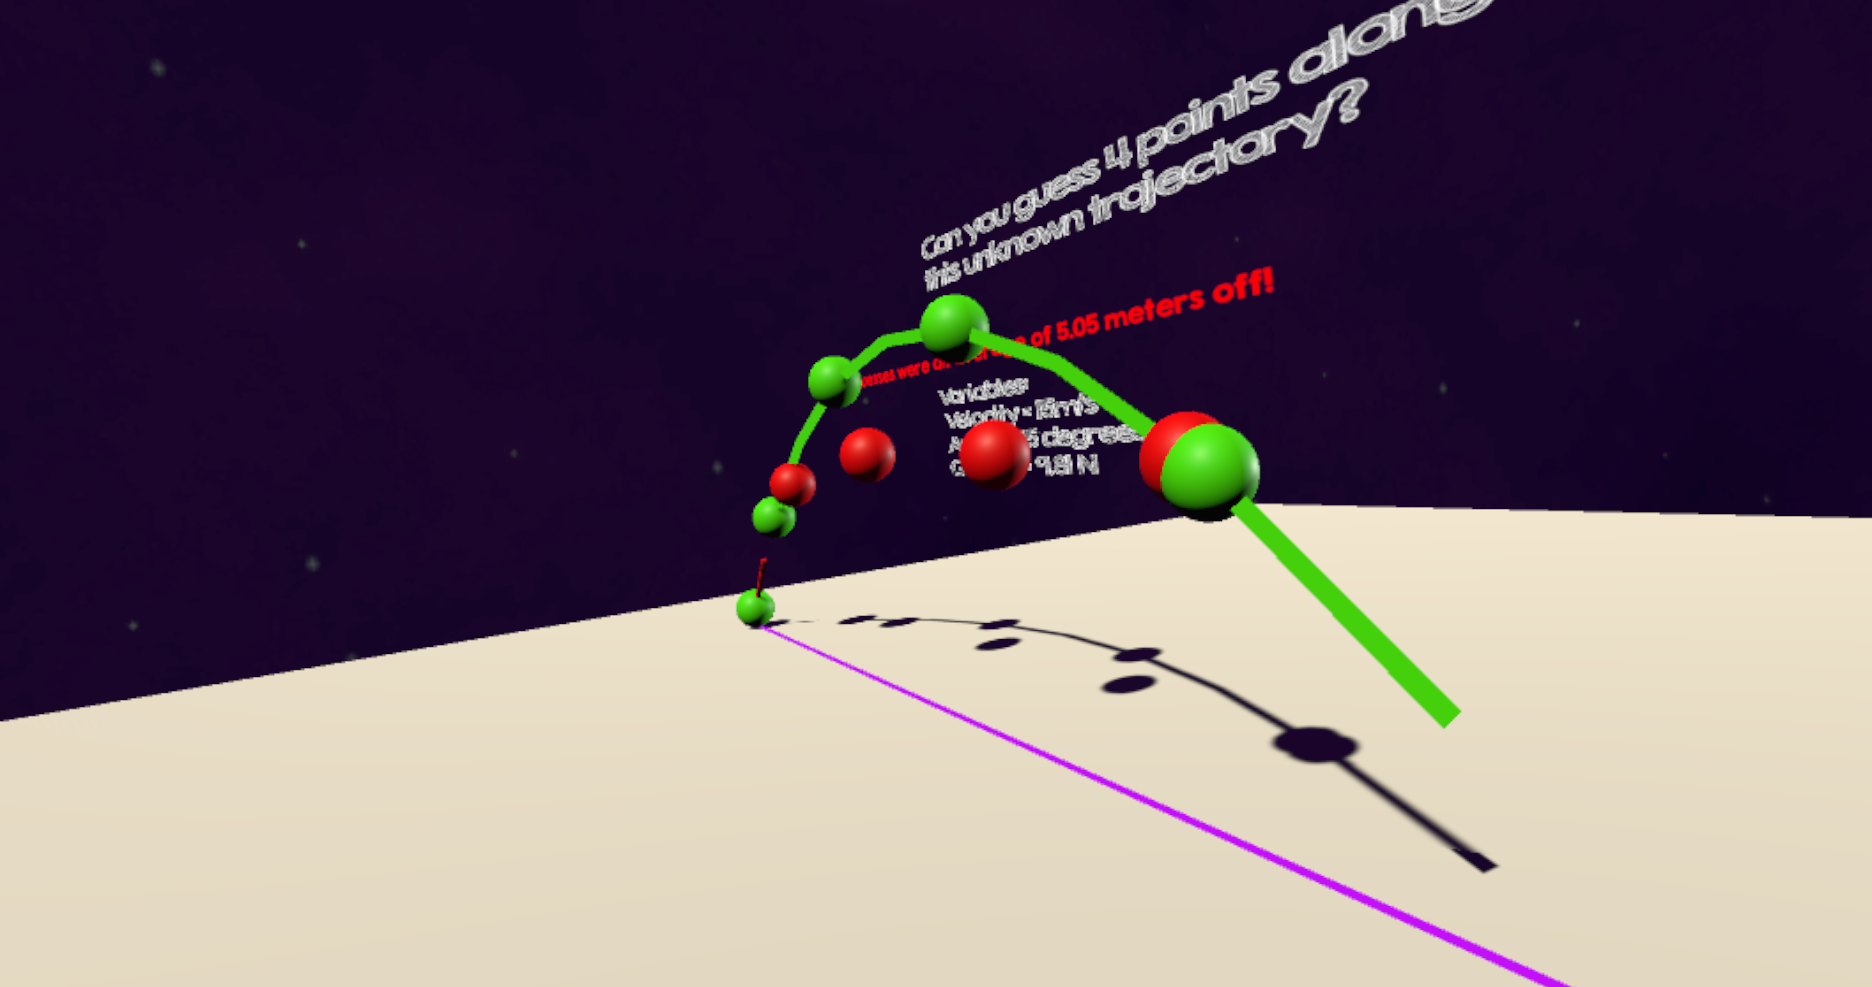 Can you guess 4 points along
this unknown trajectory?
were of 5.05 meters off!
Variables
Velocity = 15m/s
degrees
9.81 N